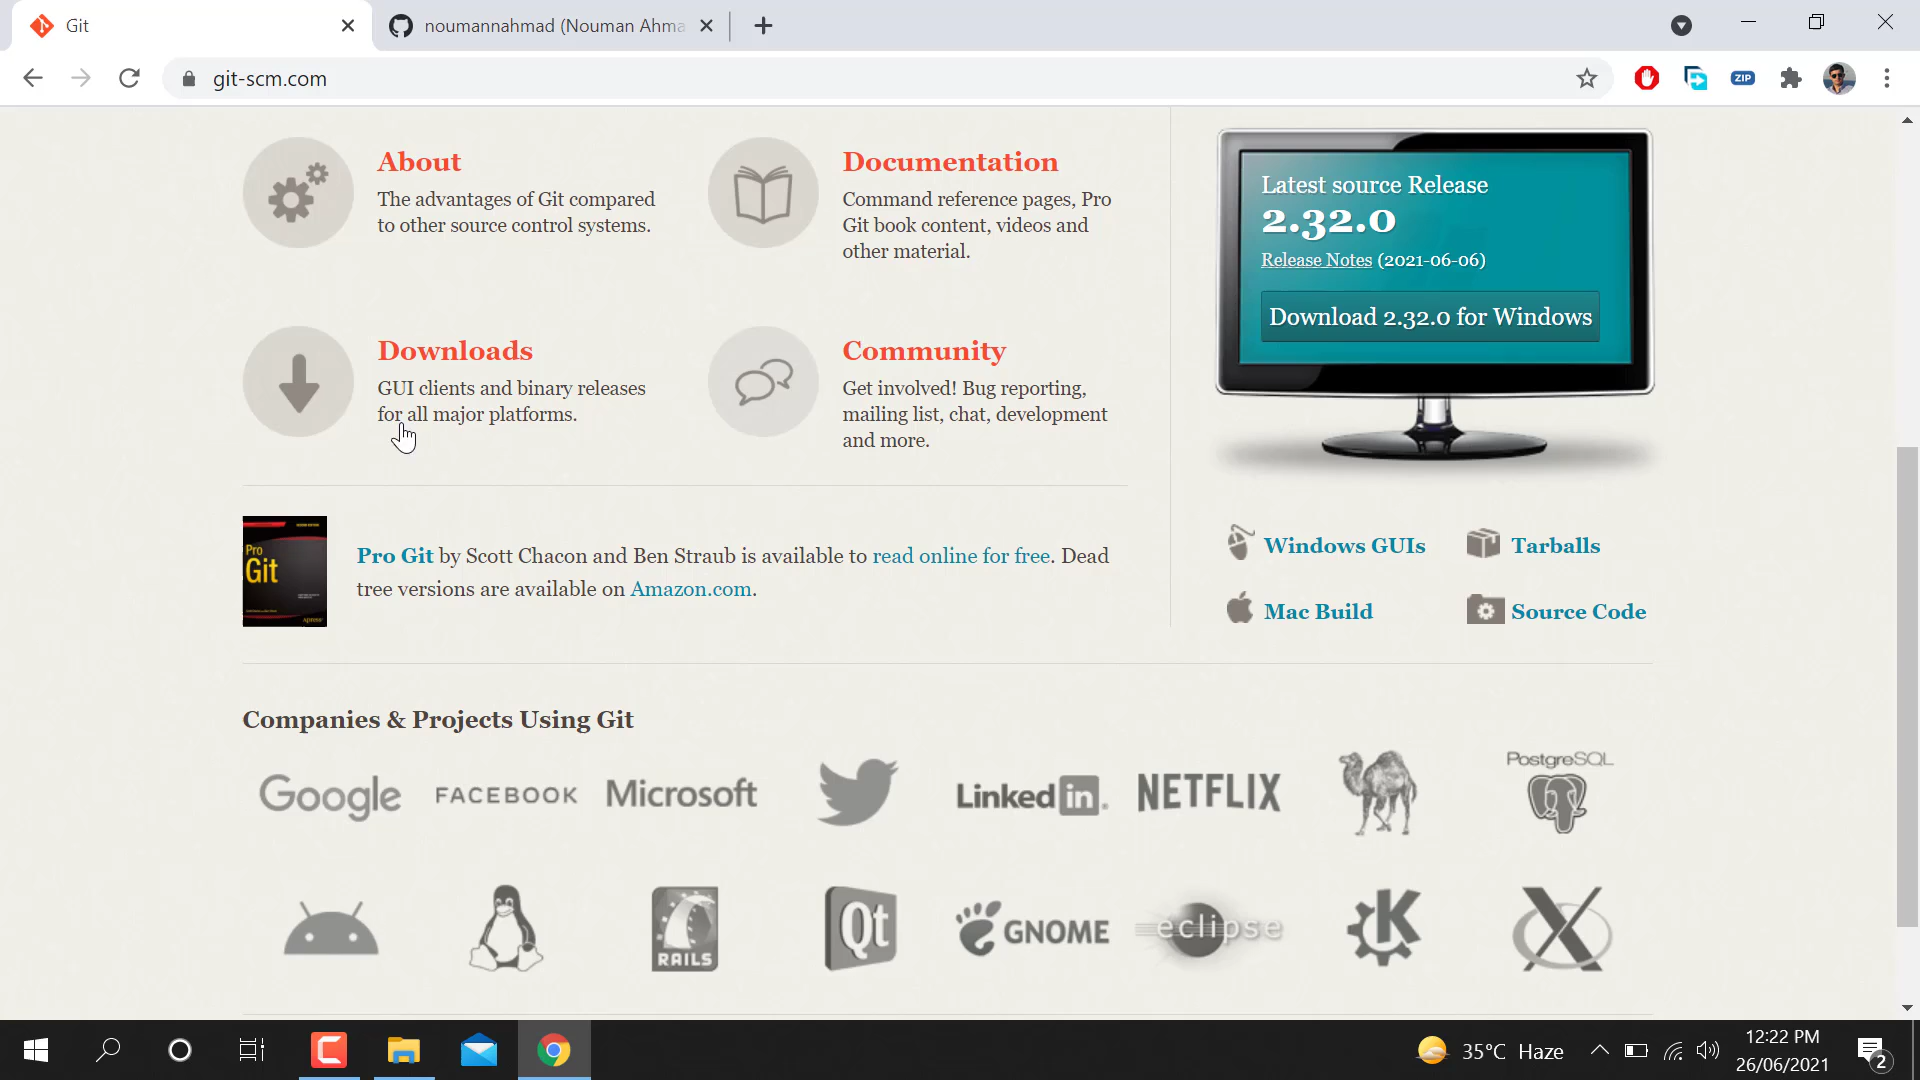 Git
noumannahmad (Nouman Ahma
git-scm.com
ZIP
About
The advantages of Git compared
to other source control systems.
Documentation
Command reference pages, Pro
Git book content, videos and
other material.
Latest source Release
2.32.0
Release Notes (2021-06-06)
Download 2.32.0 for Windows
Downloads
GUI clients and binary releases
for all major platforms.
Community
Get involved! Bug reporting,
mailing list, chat, development
and more.
Pro
Git
Pro Git by Scott Chacon and Ben Straub is available to read online for free. Dead
tree versions are available on Amazon.com.
Windows GUIs
Tarballs
Mac Build
Source Code
Companies & Projects Using Git
Google
FACEBOOK
Microsoft
Linked in
NETFLIX
PostgreSQL
RAILS
Qt
GNOME
eclipse
K
X
35°C Haze
12:22 PM
26/06/2021
2